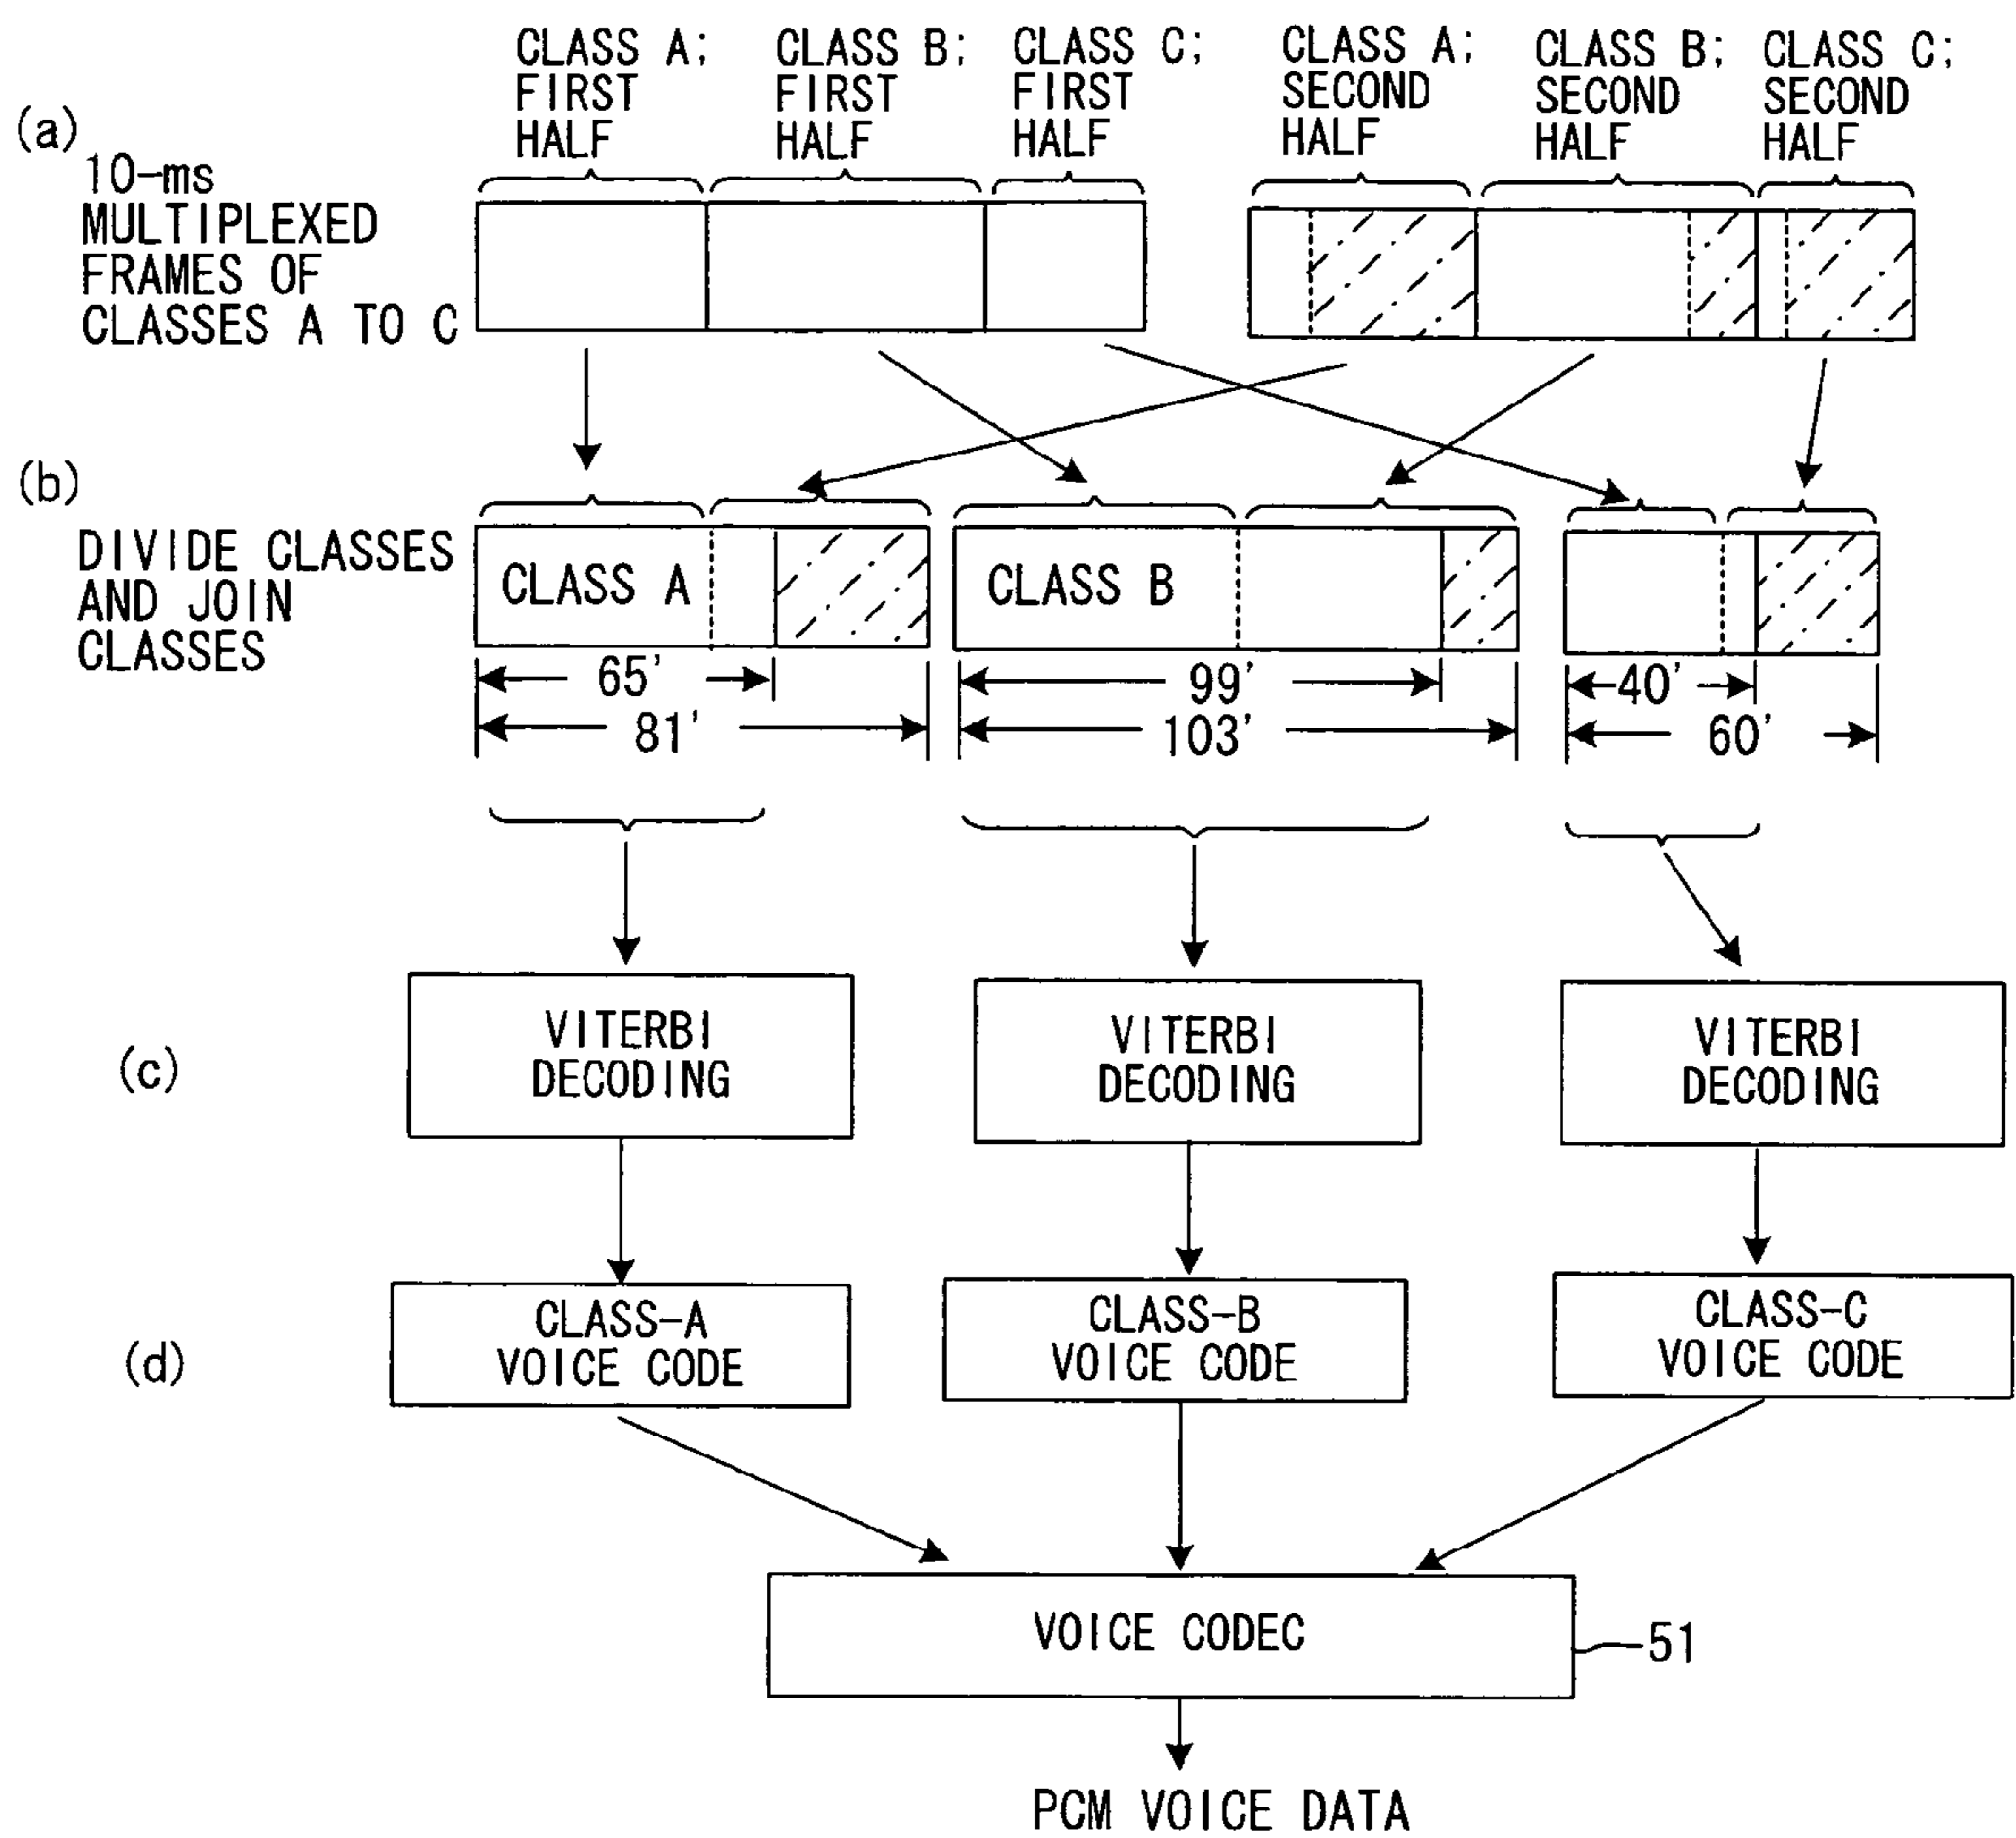 CLASS A;
FIRST
HALF
CLASS B;
FIRST
HALF
CLASS C;
FIRST
HALF
CLASS A;
SECOND
HALF
CLASS B;
SECOND
HALF
CLASS C;
SECOND
HALF
(a)
10-ms
MULTIPLEXED
FRAMES OF
CLASSES A TO C
(b)
DIVIDE CLASSES
AND JOIN
CLASSES
CLASS A
CLASS B
65'
81'
99'
103'
40'
60'
(c)
VITERBI
DECODING
VITERBI
DECODING
VITERBI
DECODING
(d)
CLASS-A
VOICE CODE
CLASS-B
VOICE CODE
CLASS-C
VOICE CODE
VOICE CODEC
51
PCM VOICE DATA